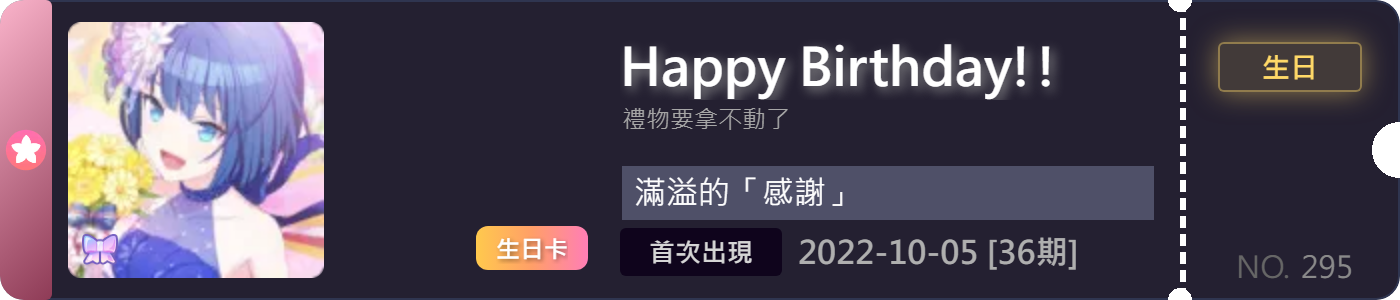 Happy Birthday!!
禮物要拿不動了
滿溢的「感謝」
生日卡
首次出現
2022-10-05 [36期]
生日
NO. 295